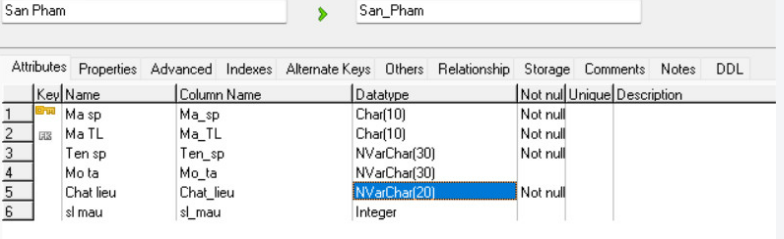 San Pham San_Pham
Attributes Properties Advanced Indexes Alternate Keys Others Relationship Storage Comments Notes DDL
Key Name Column Name Datatype Not nul Unique Description
1 Ma sp Ma_sp Char(10) Not null
2 Ma TL Ma_TL Char(10) Not null
3 Ten sp Ten_sp NVarChar(30) Not null
4 Mo ta Mo_ta NVarChar(30)
5 Chat lieu Chat_lieu NVarChar(20) Not null
6 sl mau sl_mau Integer